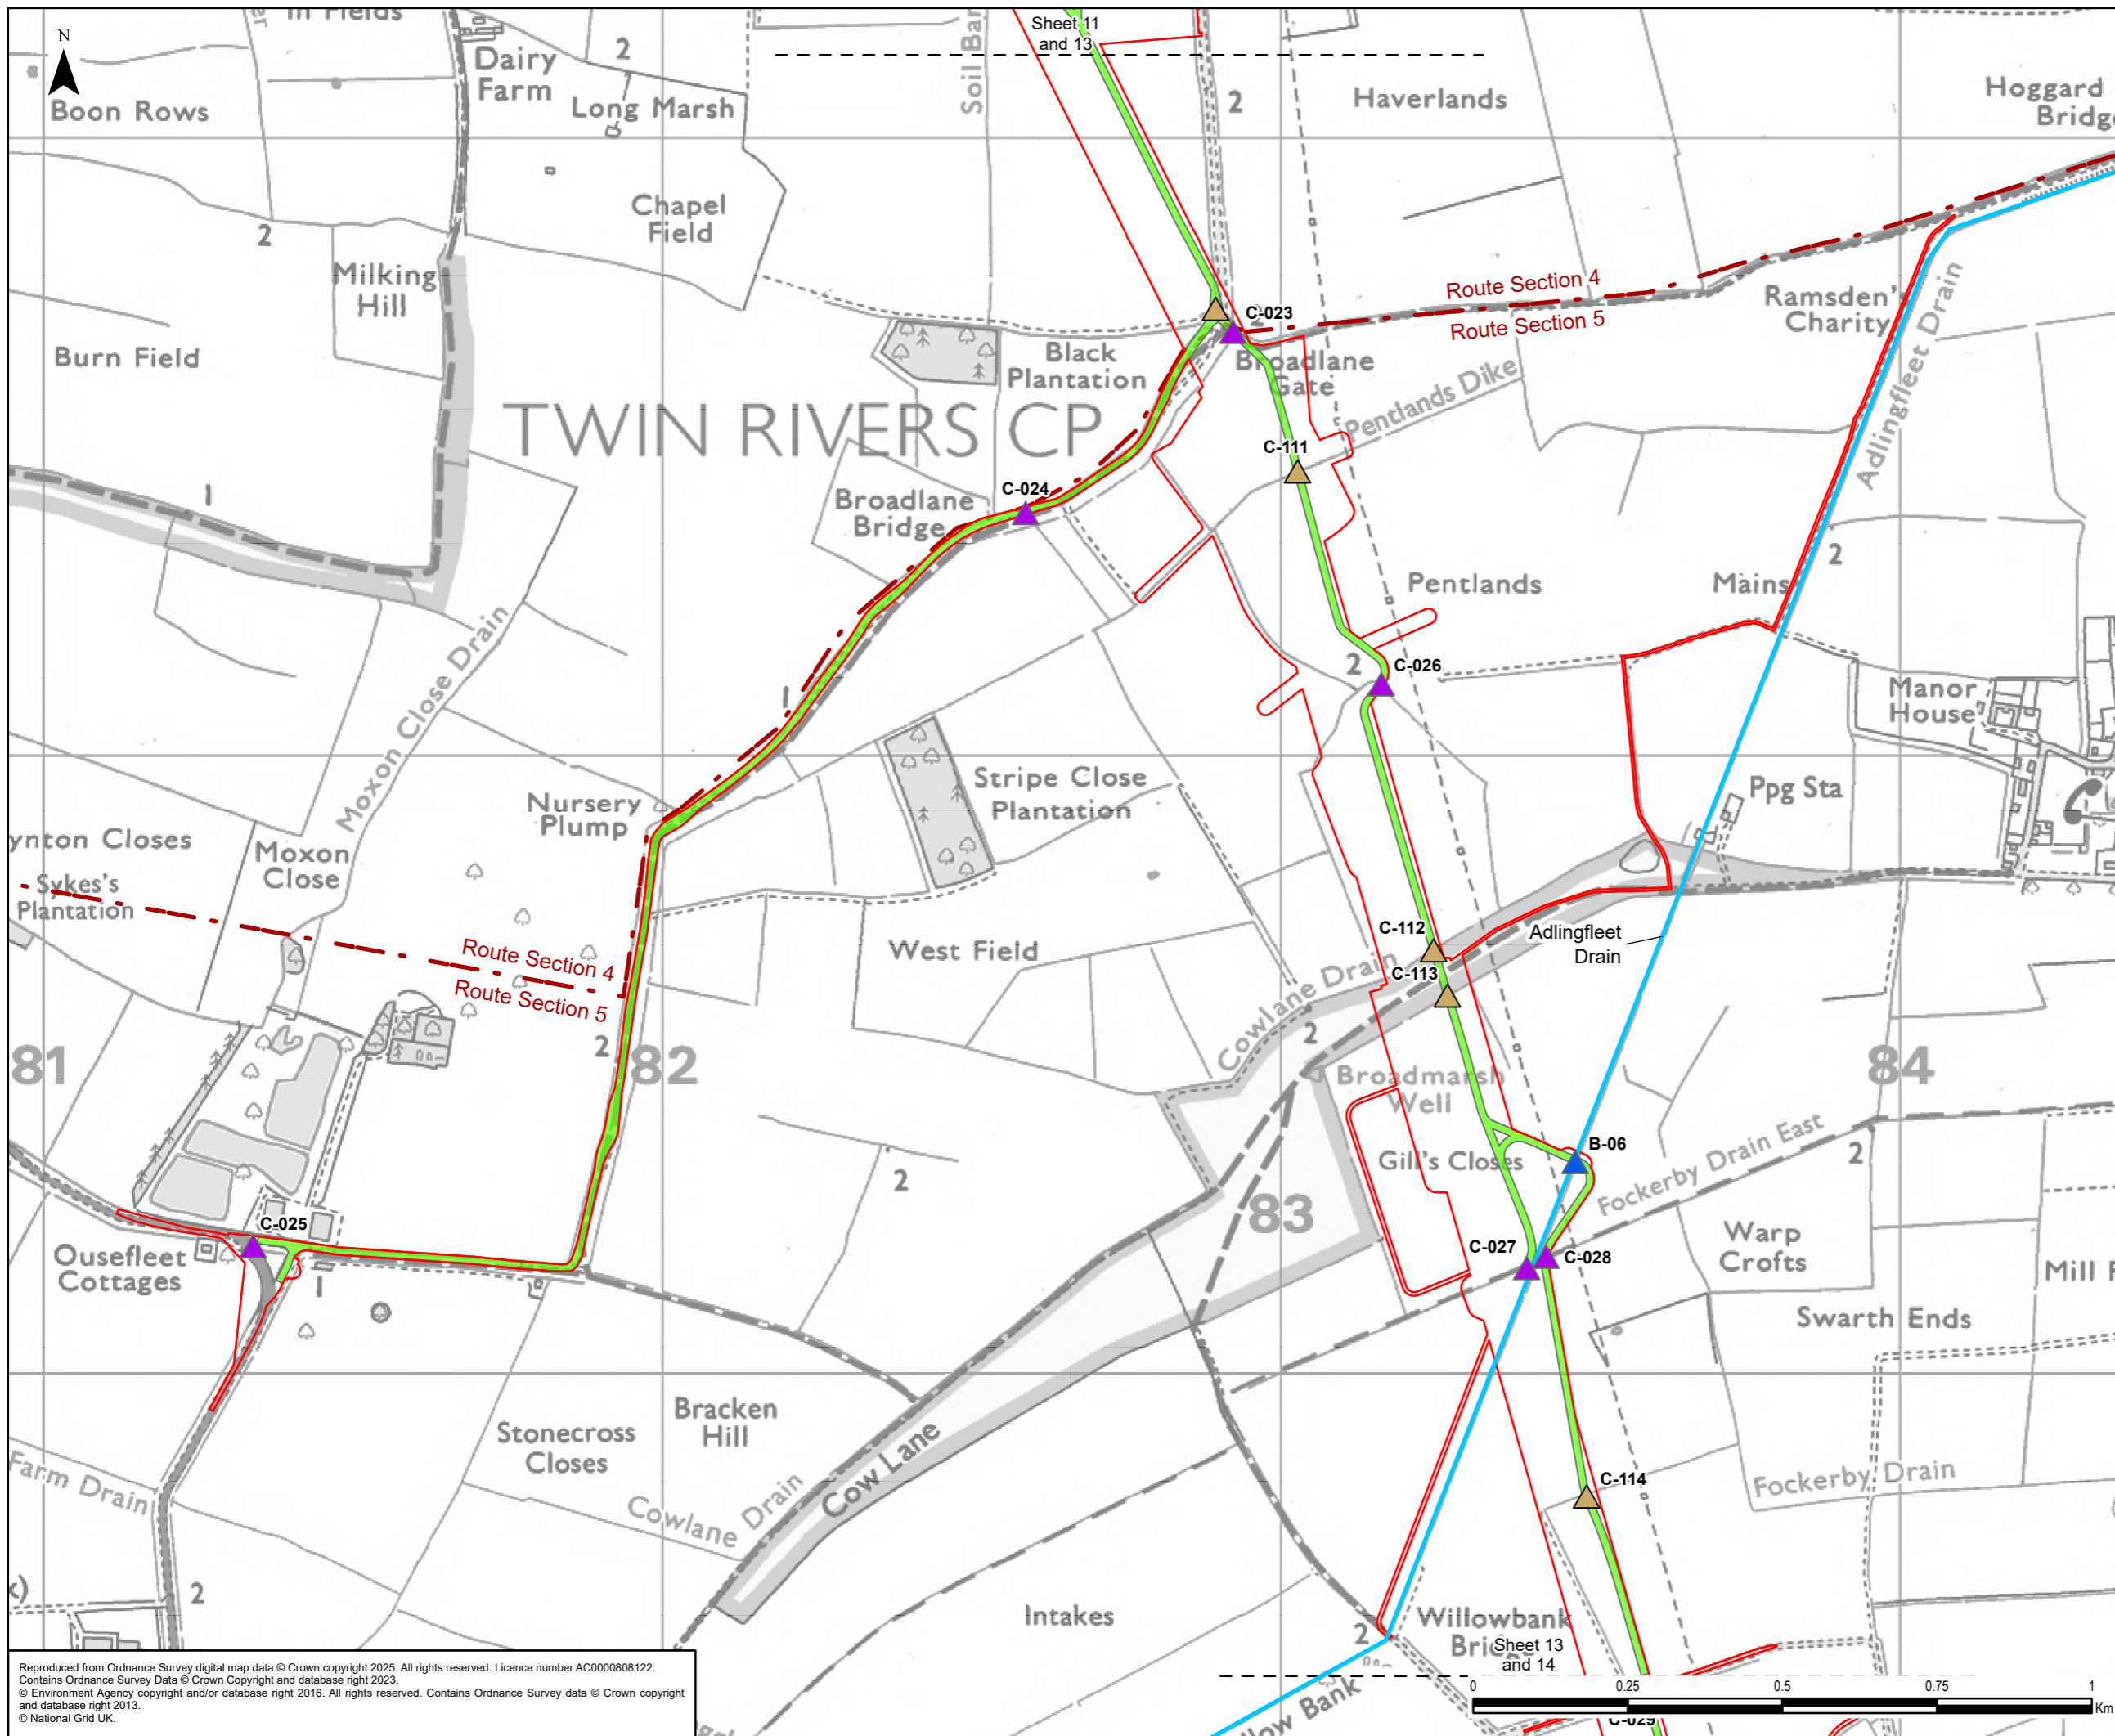 In Fields
N
Sheet 11
and 13
Dairy
Farm
2
Long Marsh
Boon Rows
2
Haverlands
Hoggard
Chapel
Field
2
Milking
Hill
Route Section 4
Route Section 5
Ramsden's
Charity
C-023
Broadlane
Gate
Black
Plantation
Burn Field
Pentlands Dike
Adlingfleet Drain
TWIN RIVERS CP
C-111
C-024
Broadlane
Bridge
1
2
Pentlands
Mains
Moxon Close Drain
2
C-026
Manor
House
1
Stripe Close
Plantation
Ppg Sta
Nursery
Plump
Moxon
Close
Sykes's
Plantation
West Field
C-112
C-113
Adlingfleet
Drain
Route Section 4
Route Section 5
Cowlane Drain
2
2
81
82
84
Broadmarsh
Well
B-06
Gill's Closes
Fockerby Drain East
2
2
83
C-025
Ousefleet
Cottages
1
C-027
C-028
Warp
Crofts
Swarth Ends
Bracken
Hill
Stonecross
Closes
Farm Drain
Cowlane Drain
Cow Lane
C-114
Fockerby Drain
2
Intakes
2
Willowbank
Sheet 13
and 14
Bank
0 0.25 0.5 0.75 1
Km
C-029
Reproduced from Ordnance Survey digital map data © Crown copyright 2025. All rights reserved. Licence number AC0000808122.
Contains Ordnance Survey Data © Crown Copyright and database right 2023.
© Environment Agency copyright and/or database right 2016. All rights reserved. Contains Ordnance Survey data © Crown copyright
and database right 2013.
© National Grid UK.